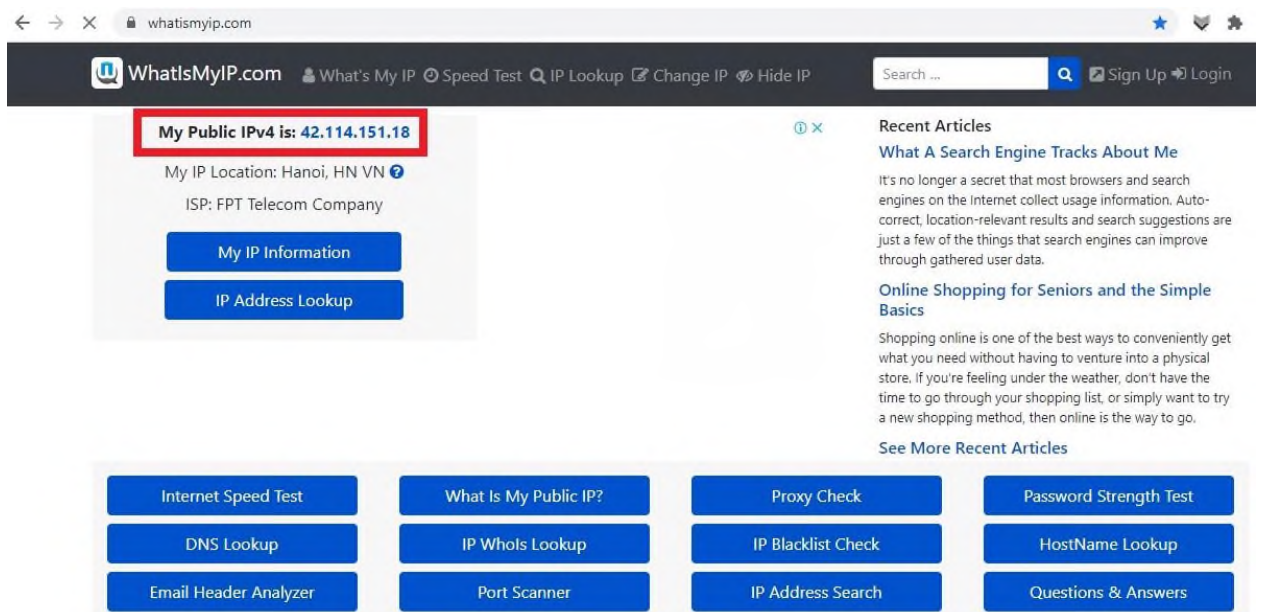 whatismyip.com
WhatIsMyIP.com What's My IP Speed Test IP Lookup Change IP Hide IP Search ... Sign Up Login
My Public IPv4 is: 42.114.151.18
My IP Location: Hanoi, HN VN
ISP: FPT Telecom Company
My IP Information
IP Address Lookup
Recent Articles
What A Search Engine Tracks About Me
It's no longer a secret that most browsers and search
engines on the Internet collect usage information. Auto-
correct, location-relevant results and search suggestions are
just a few of the things that search engines can improve
through gathered user data.
Online Shopping for Seniors and the Simple
Basics
Shopping online is one of the best ways to conveniently get
what you need without having to venture into a physical
store. If you're feeling under the weather, don't have the
time to go through your shopping list, or simply want to try
a new shopping method, then online is the way to go.
See More Recent Articles
Internet Speed Test What Is My Public IP? Proxy Check Password Strength Test
DNS Lookup IP WhoIs Lookup IP Blacklist Check HostName Lookup
Email Header Analyzer Port Scanner IP Address Search Questions & Answers